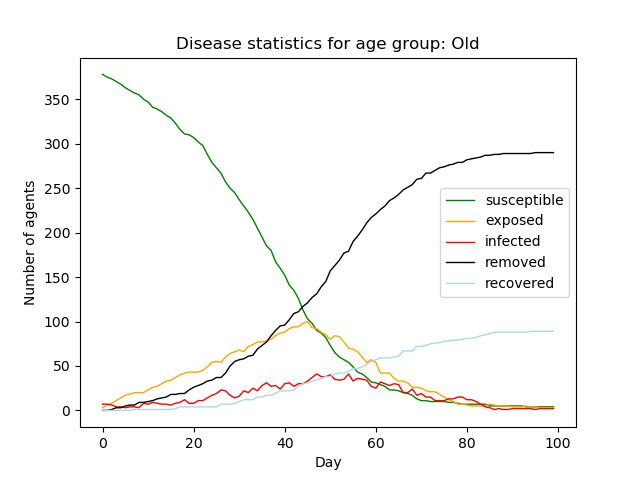 Disease statistics for age group: Old
350
300
250
200
150
100
50
0
Number of agents
susceptible
exposed
infected
removed
recovered
0 20 40 60 80 100
Day